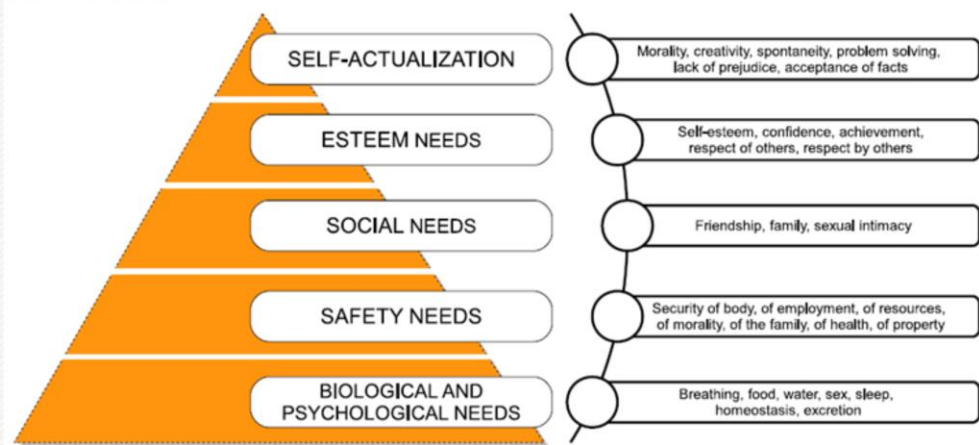 SELF-ACTUALIZATION
Morality, creativity, spontaneity, problem solving,
lack of prejudice, acceptance of facts
ESTEEM NEEDS
Self-esteem, confidence, achievement,
respect of others, respect by others
SOCIAL NEEDS
Friendship, family, sexual intimacy
SAFETY NEEDS
Security of body, of employment, of resources,
of morality, of the family, of health, of property
BIOLOGICAL AND
PSYCHOLOGICAL NEEDS
Breathing, food, water, sex, sleep,
homeostasis, excretion